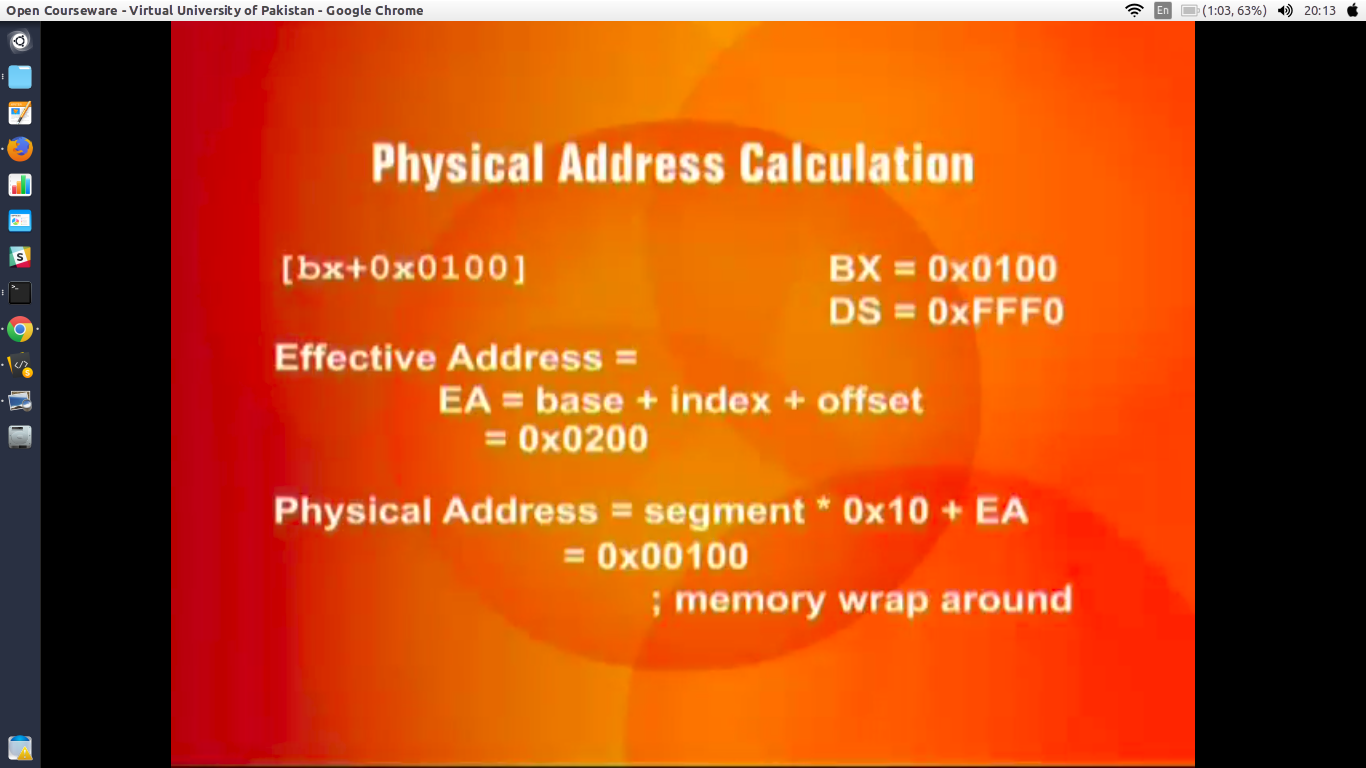 Open Courseware - Virtual University of Pakistan - Google Chrome
En (1:03, 63%) 20:13
Physical Address Calculation
[bx+0x0100] BX = 0x0100
DS = 0xFFF0
Effective Address =
EA = base + index + offset
= 0x0200
Physical Address = segment * 0x10 + EA
= 0x00100
; memory wrap around